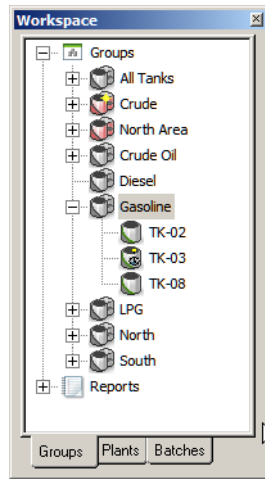 Workspace
Groups
All Tanks
Crude
North Area
Crude Oil
Diesel
Gasoline
TK-02
TK-03
TK-08
LPG
North
South
Reports
Groups Plants Batches